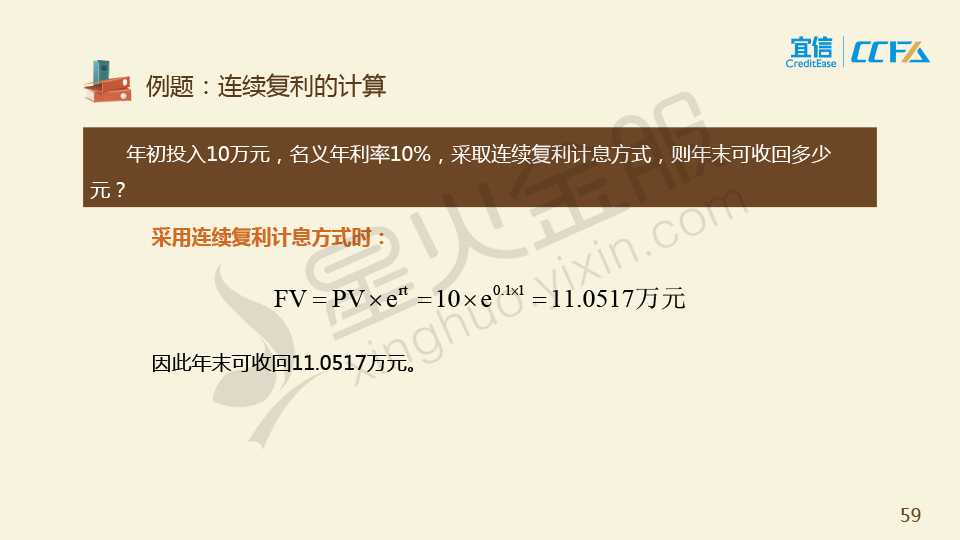 宜信
CreditEase
CCFA
例题：连续复利的计算
年初投入10万元，名义年利率10%，采取连续复利计息方式，则年末可收回多少
元？
采用连续复利计息方式时：
FV = PV × e^rt = 10 × e^0.1×1 = 11.0517万元
因此年末可收回11.0517万元。
星火金服
xinghuo.yixin.com
59